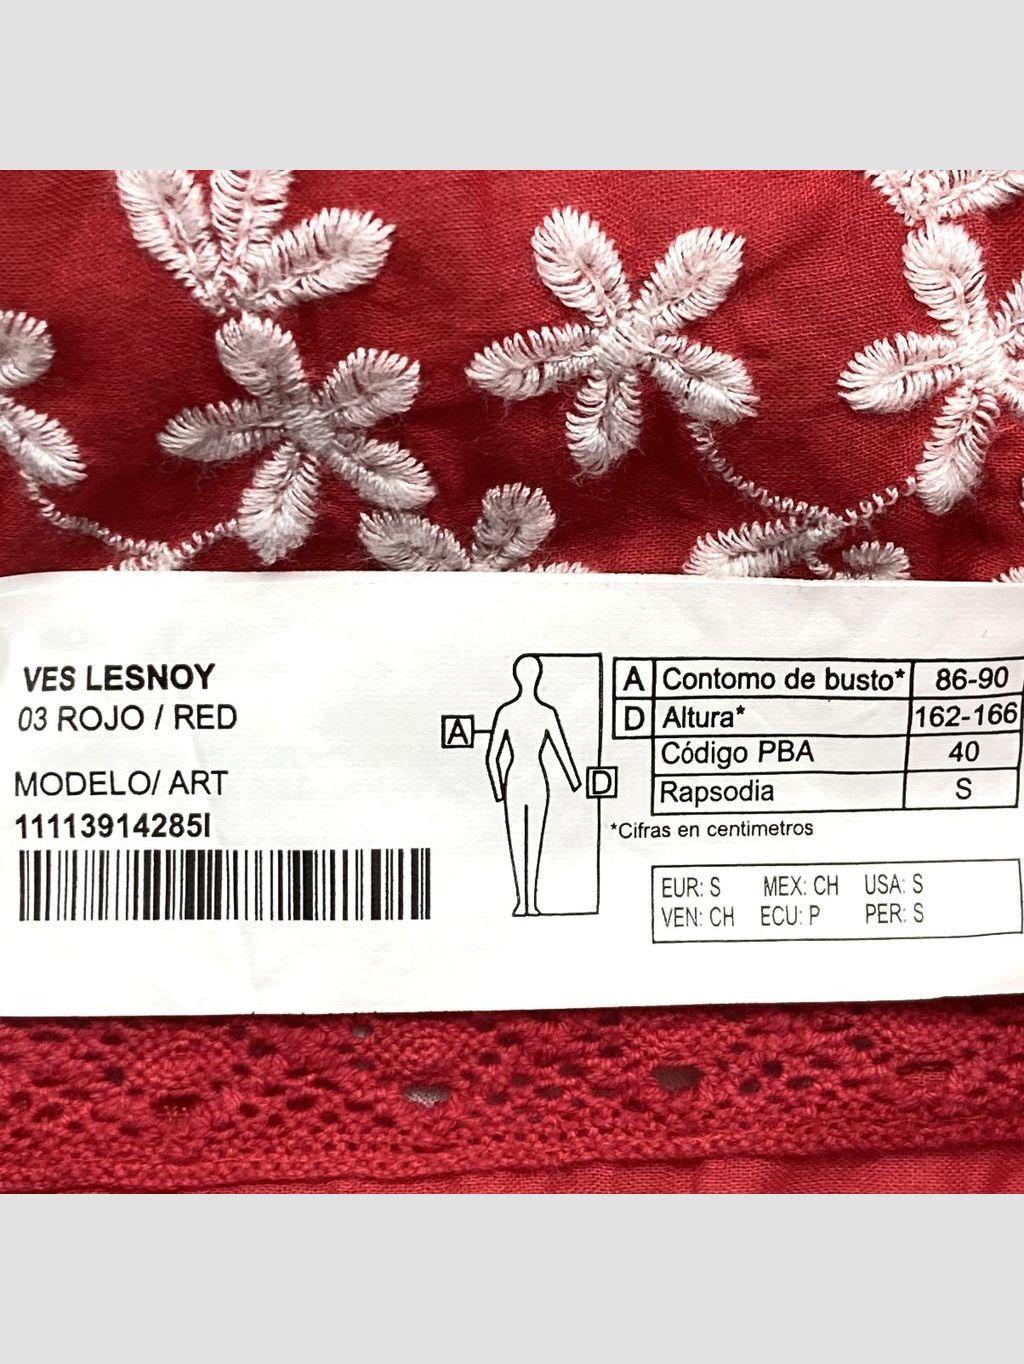 VES LESNOY
03 ROJO / RED
MODELO/ ART
11113914285I
A
D
A Contorno de busto* 86-90
D Altura* 162-166
Código PBA 40
Rapsodia S
*Cifras en centimetros
EUR: S MEX: CH USA: S
VEN: CH ECU: P PER: S